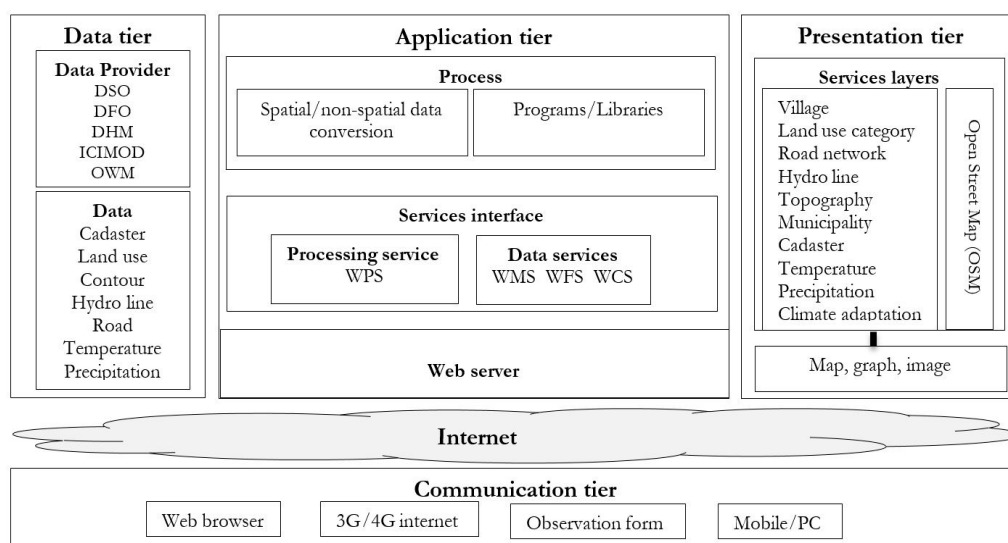 Data tier
Data Provider
DSO
DFO
DHM
ICIMOD
OWM
Data
Cadaster
Land use
Contour
Hydro line
Road
Temperature
Precipitation
Application tier
Process
Spatial/non-spatial data
conversion
Programs/Libraries
Services interface
Processing service
WPS
Data services
WMS WFS WCS
Web server
Presentation tier
Services layers
Village
Land use category
Road network
Hydro line
Topography
Municipality
Cadaster
Temperature
Precipitation
Climate adaptation
Open Street Map (OSM)
Map, graph, image
Internet
Communication tier
Web browser
3G/4G internet
Observation form
Mobile/PC